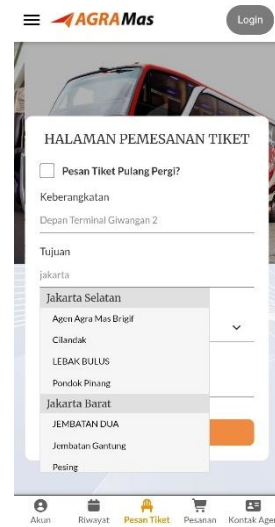 AGRA Mas
Login
HALAMAN PEMESANAN TIKET
Pesan Tiket Pulang Pergi?
Keberangkatan
Depan Terminal Giwangan 2
Tujuan
jakarta
Jakarta Selatan
Agen Agra Mas Brigif
Cilandak
LEBAK BULUS
Pondok Pinang
Jakarta Barat
JEMBATAN DUA
Jembatan Gantung
Pesing
Akun Riwayat Pesan Tiket Pesanan Kontak Agen